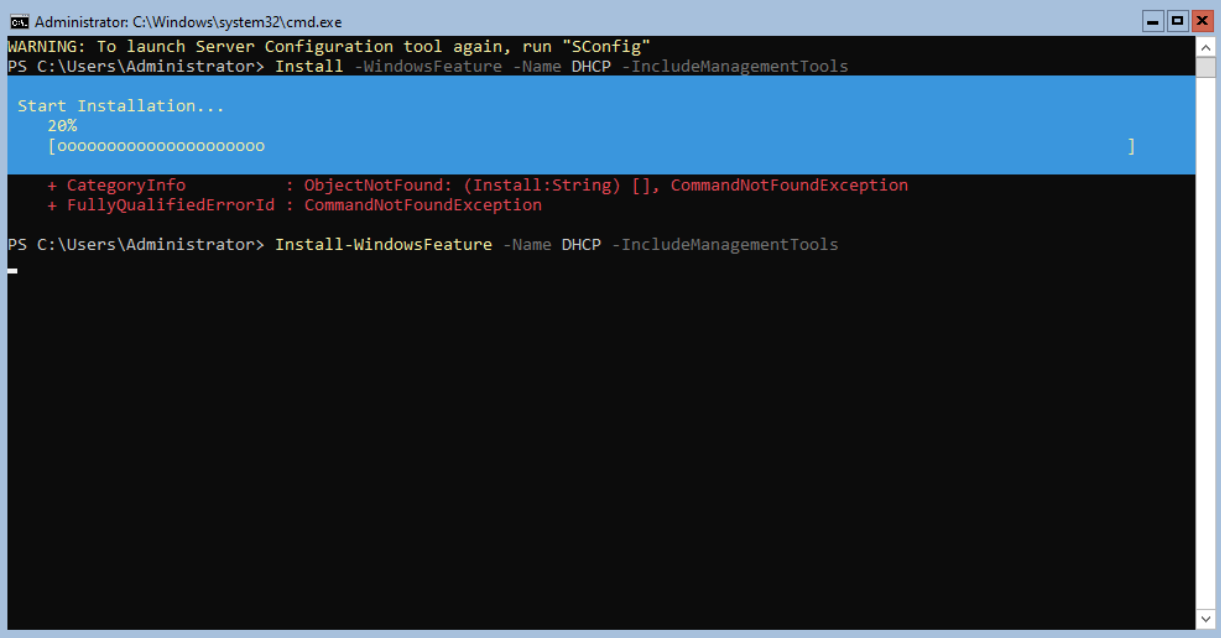 Administrator: C:\Windows\system32\cmd.exe
WARNING: To launch Server Configuration tool again, run "SConfig"
PS C:\Users\Administrator> Install -WindowsFeature -Name DHCP -IncludeManagementTools
Start Installation...
20%
[ooooooooooooooooooooo ]
+ CategoryInfo : ObjectNotFound: (Install:String) [], CommandNotFoundException
+ FullyQualifiedErrorId : CommandNotFoundException
PS C:\Users\Administrator> Install-WindowsFeature -Name DHCP -IncludeManagementTools